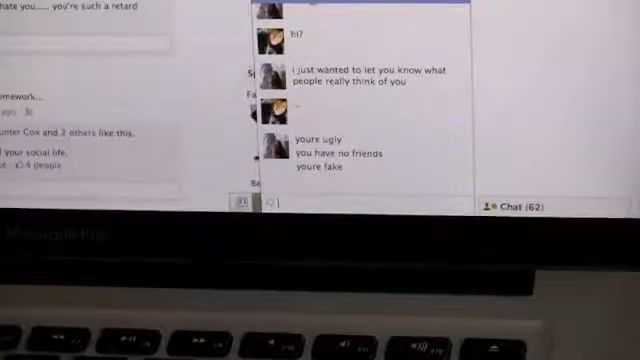 hate you..... you're such a retard
hi?
i just wanted to let you know what
people really think of you
..
youre ugly
you have no friends
youre fake
omework...
ago
unter Cox and 2 others like this.
your social life.
4 people
Fa
Be
Chat (62)